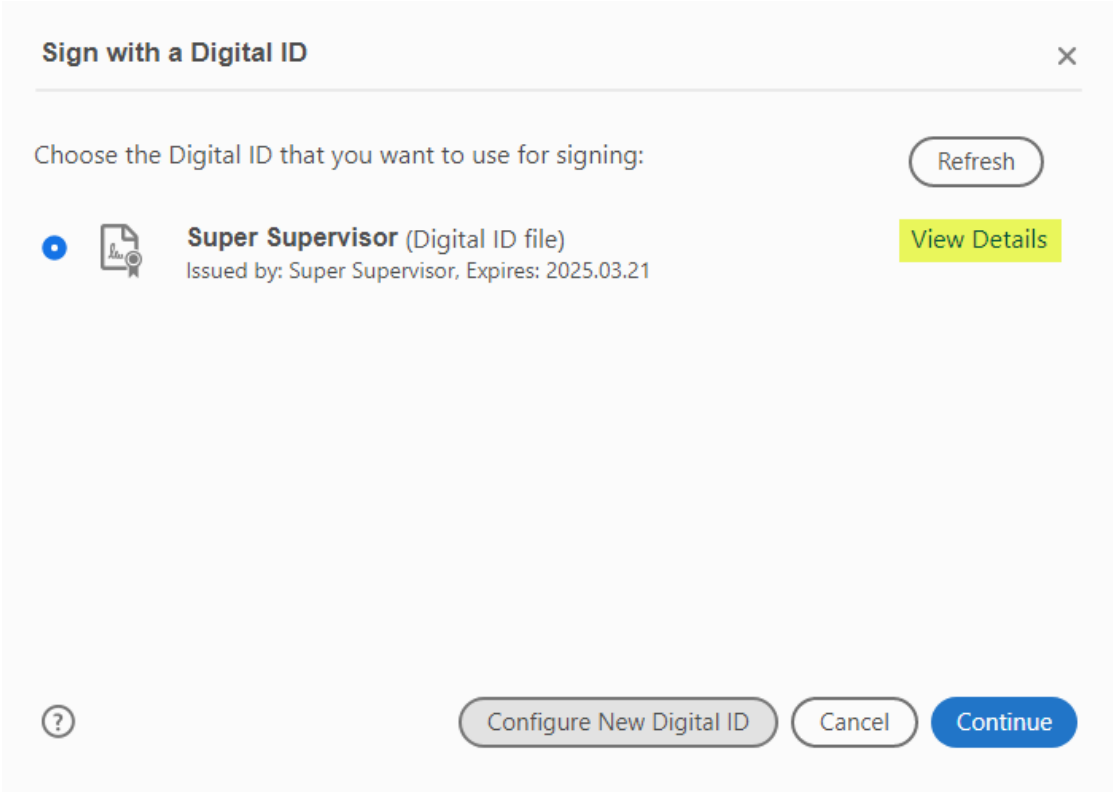 Sign with a Digital ID
Choose the Digital ID that you want to use for signing:
Refresh
Super Supervisor (Digital ID file)
View Details
Issued by: Super Supervisor, Expires: 2025.03.21
?
Configure New Digital ID
Cancel
Continue